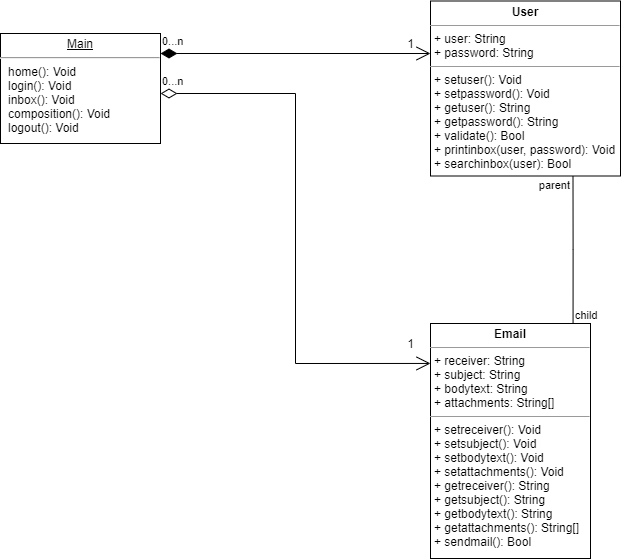 Main
home(): Void
login(): Void
inbox(): Void
composition(): Void
logout(): Void
0...n
1
0...n
1
User
+ user: String
+ password: String
+ setuser(): Void
+ setpassword(): Void
+ getuser(): String
+ getpassword(): String
+ validate(): Bool
+ printinbox(user, password): Void
+ searchinbox(user): Bool
parent
child
Email
+ receiver: String
+ subject: String
+ bodytext: String
+ attachments: String[]
+ setreceiver(): Void
+ setsubject(): Void
+ setbodytext(): Void
+ setattachments(): Void
+ getreceiver(): String
+ getsubject(): String
+ getbodytext(): String
+ getattachments(): String[]
+ sendmail(): Bool